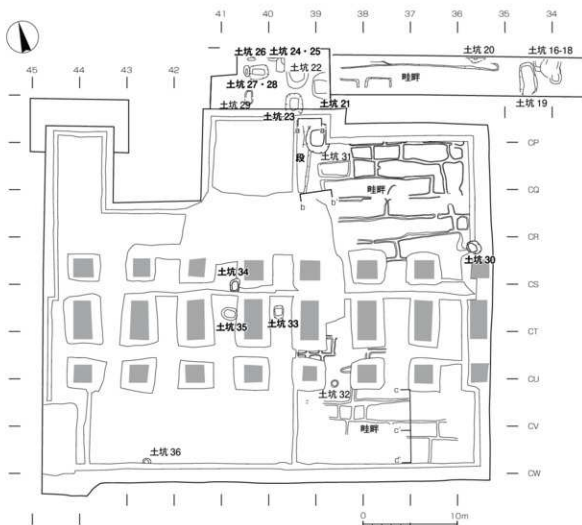 41 40 39 38 37 36 35 34
土坑 26 土坑 24・25 土坑 20 土坑 16-18
土坑 22
畦畔
45 44 43 42
土坑 27・28
土坑 29 土坑 21 土坑 19
土坑 23
a a'
CP
段 土坑 31
畦畔
CQ
b b'
CR
土坑 30
土坑 34
CS
土坑 35 土坑 33
CT
土坑 32
CU
c' c
畦畔 c'
CV
土坑 36
CW
0 10m